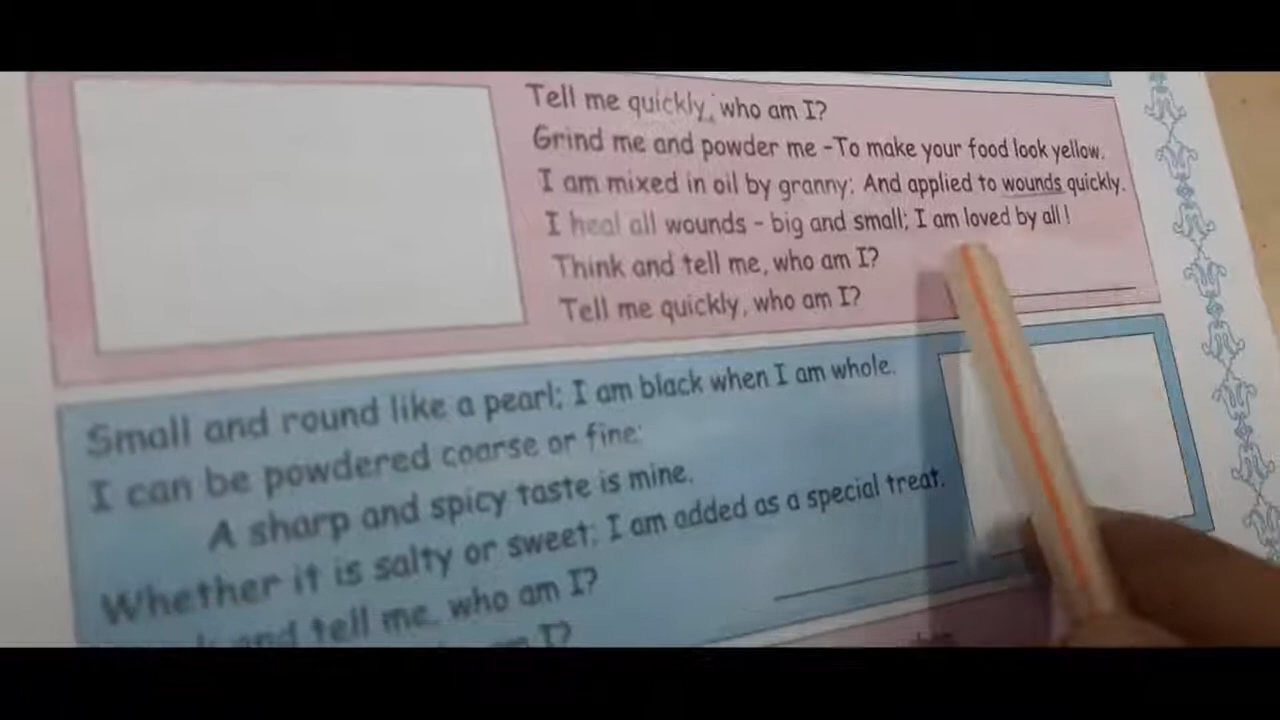 Tell me quickly, who am I?
Grind me and powder me -To make your food look yellow.
I am mixed in oil by granny; And applied to wounds quickly.
I heal all wounds - big and small; I am loved by all!
Think and tell me, who am I?
Tell me quickly, who am I?
Small and round like a pearl; I am black when I am whole.
I can be powdered coarse or fine;
A sharp and spicy taste is mine.
Whether it is salty or sweet; I am added as a special treat.
and tell me, who am I?
I?